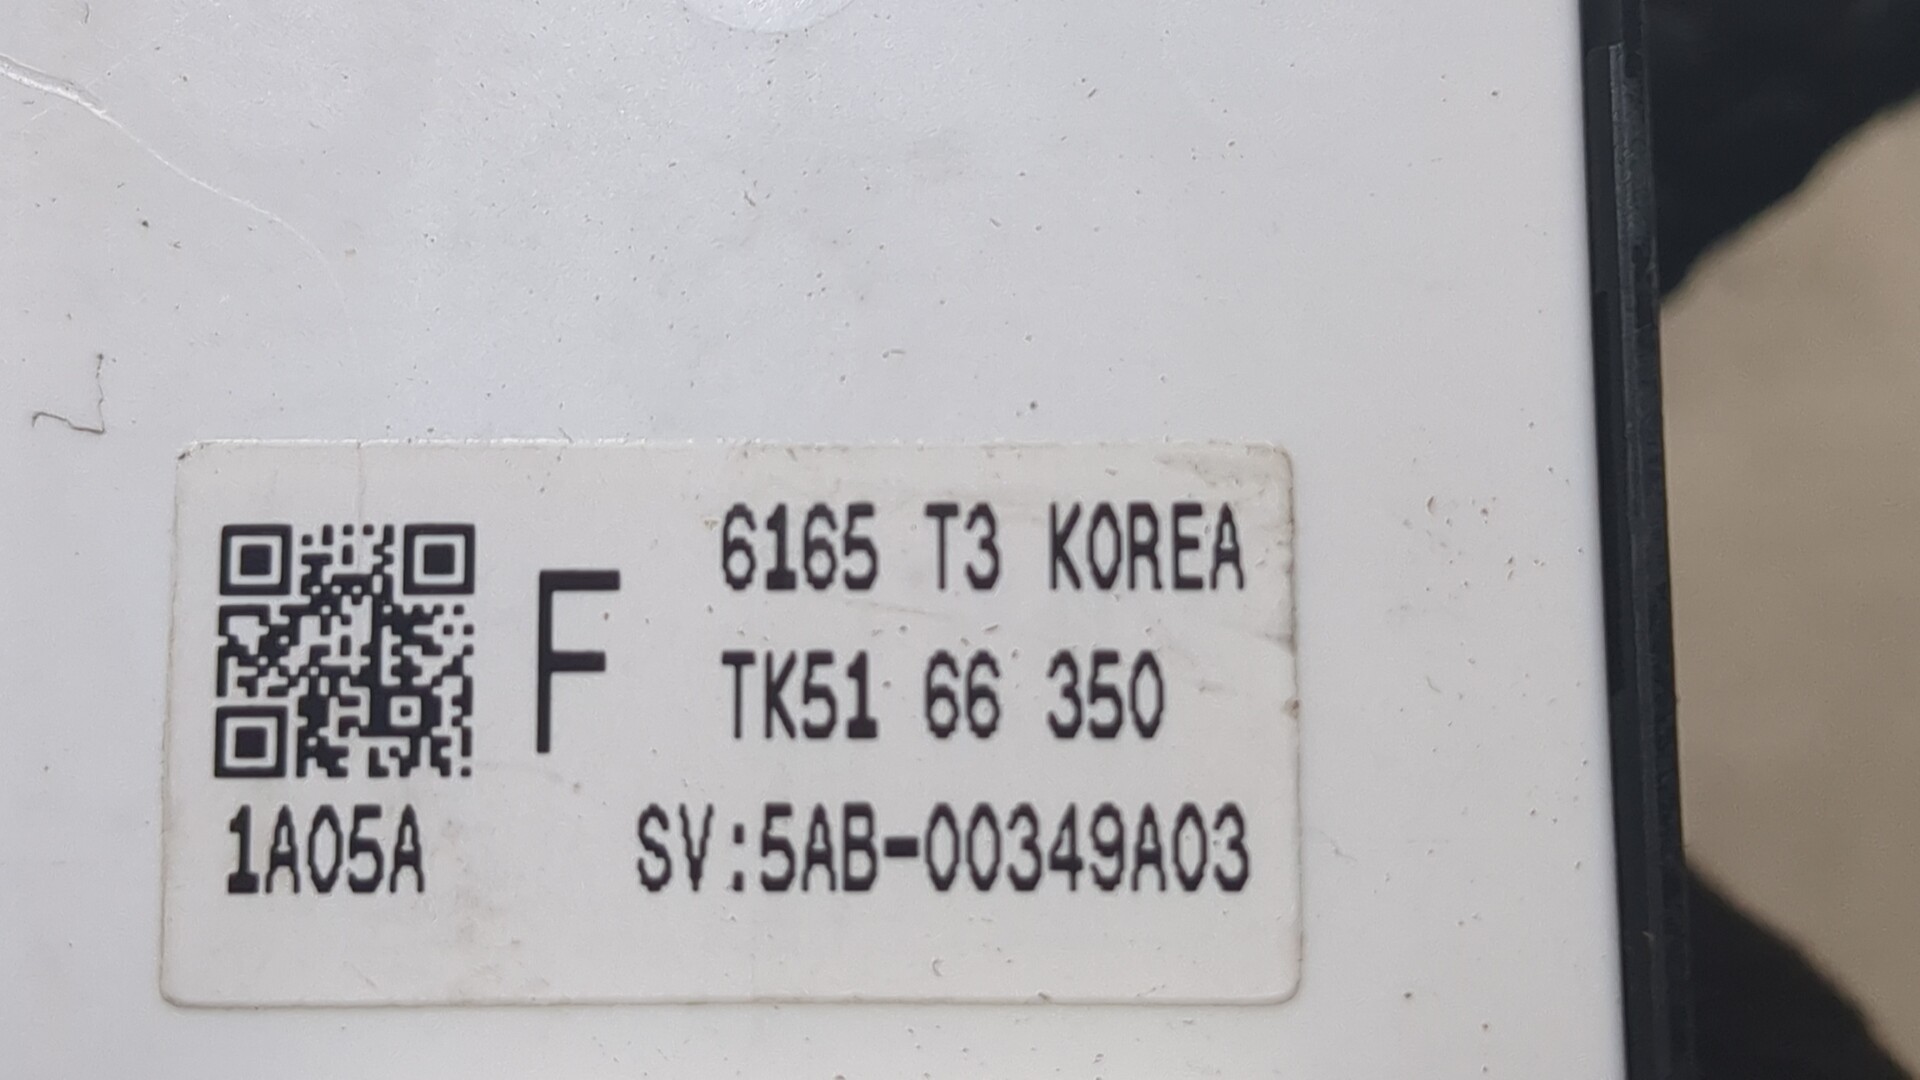 6165 T3 KOREA
F
TK51 66 350
1A05A
SV:5AB-00349A03